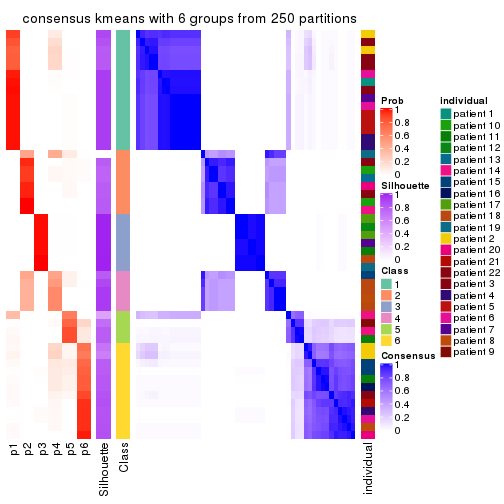 consensus kmeans with 6 groups from 250 partitions
p1
p2
p3
p4
p5
p6
Silhouette
Class
individual
Prob
1
0.8
0.6
0.4
0.2
0
Silhouette
1
0.8
0.6
0.4
0.2
0
Class
1
2
3
4
5
6
Consensus
1
0.8
0.6
0.4
0.2
0
individual
patient 1
patient 10
patient 11
patient 12
patient 13
patient 14
patient 15
patient 16
patient 17
patient 18
patient 19
patient 2
patient 20
patient 21
patient 22
patient 3
patient 4
patient 5
patient 6
patient 7
patient 8
patient 9